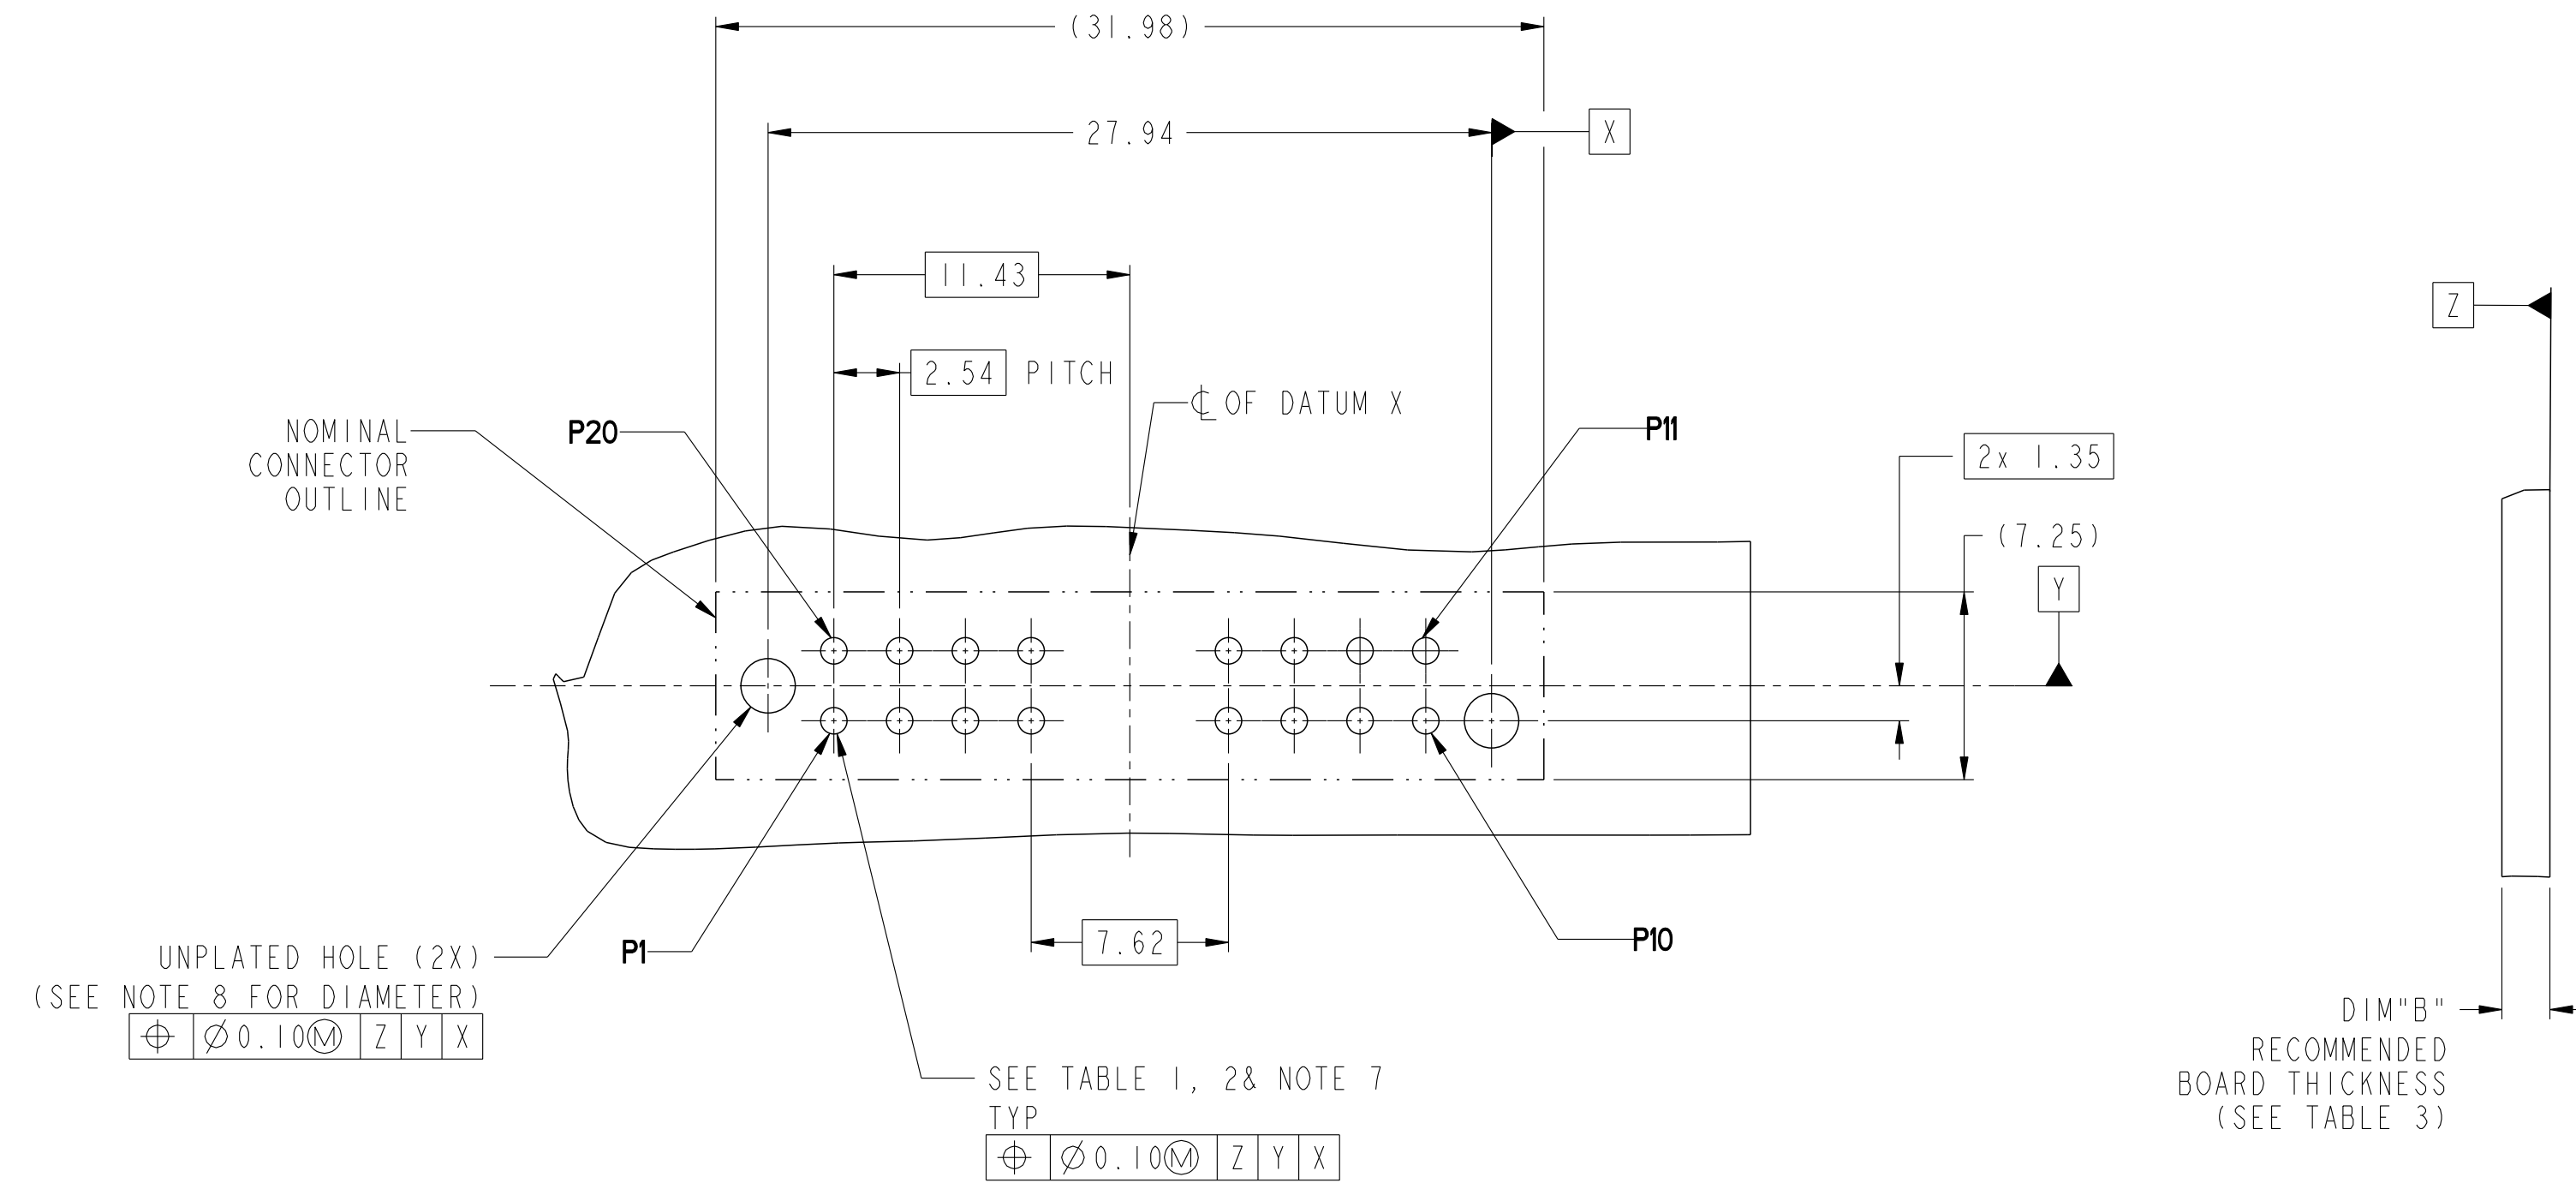 (31.98)
27.94
X
11.43
2.54 PITCH
℄ OF DATUM X
Z
NOMINAL
CONNECTOR
OUTLINE
P20
P11
2x 1.35
(7.25)
Y
UNPLATED HOLE (2X)
(SEE NOTE 8 FOR DIAMETER)
⌖ Ø0.10Ⓜ Z Y X
P1
7.62
P10
SEE TABLE 1, 2& NOTE 7
TYP
⌖ Ø0.10Ⓜ Z Y X
DIM"B"
RECOMMENDED
BOARD THICKNESS
(SEE TABLE 3)